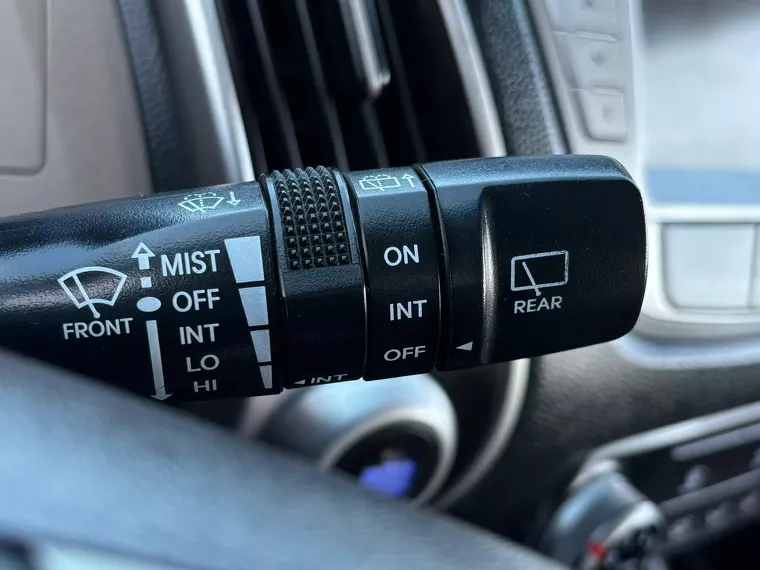 MIST
OFF
INT
LO
HI
FRONT
INT
ON
INT
OFF
REAR